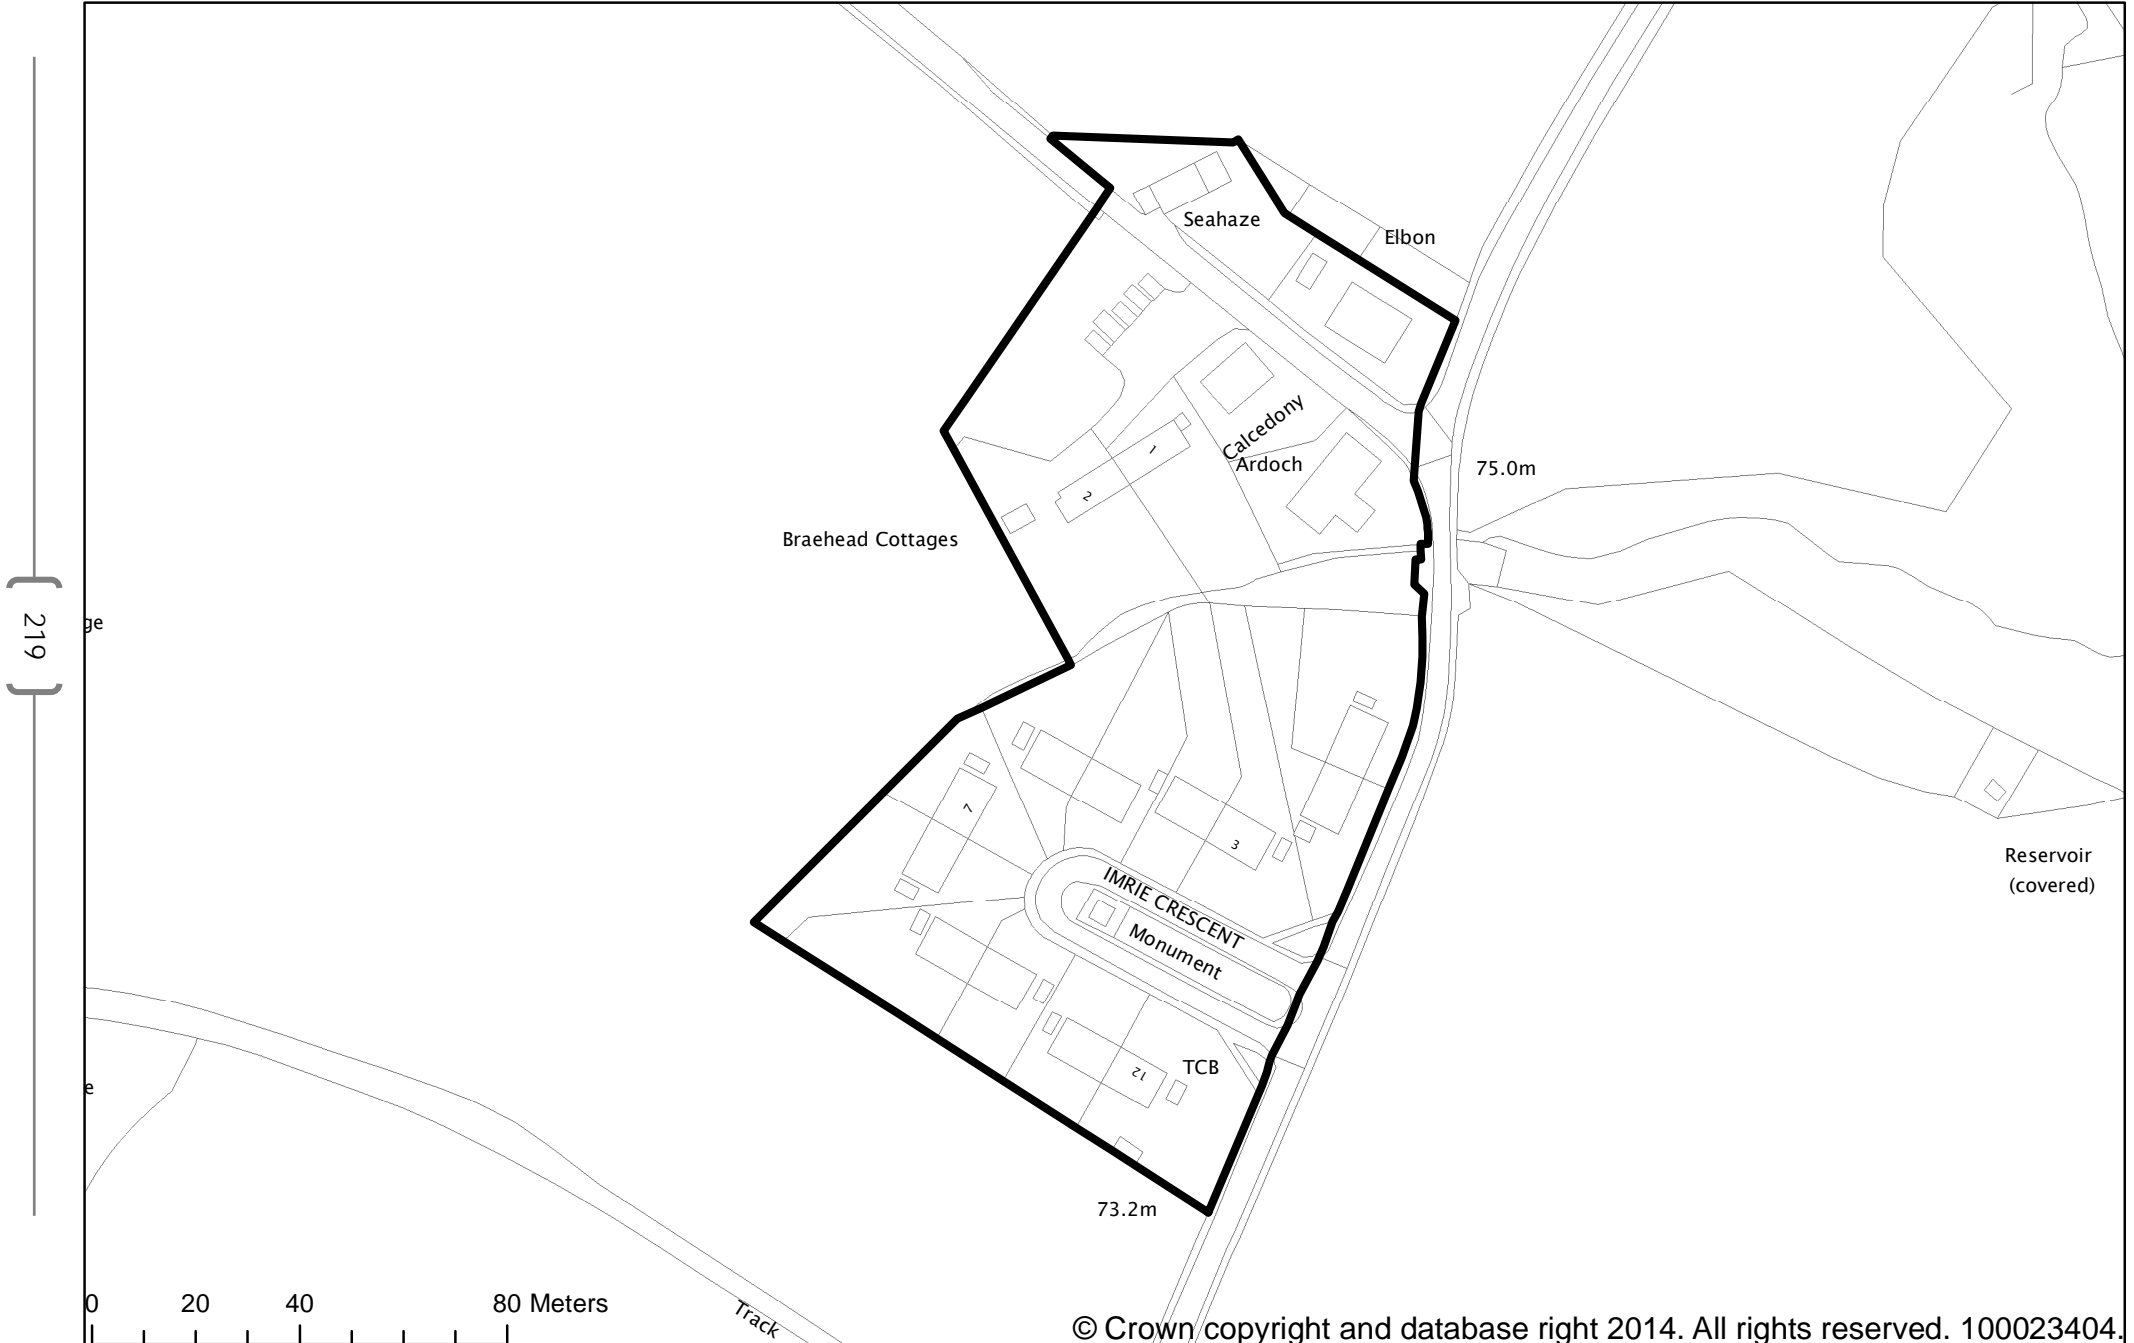 Seahaze
Elbon
Calcedony
Ardoch
75.0m
1
2
Braehead Cottages
219
ge
7
3
Reservoir
(covered)
IMRIE CRESCENT
Monument
TCB
12
e
73.2m
0 20 40 80 Meters
Track
© Crown copyright and database right 2014. All rights reserved. 100023404.